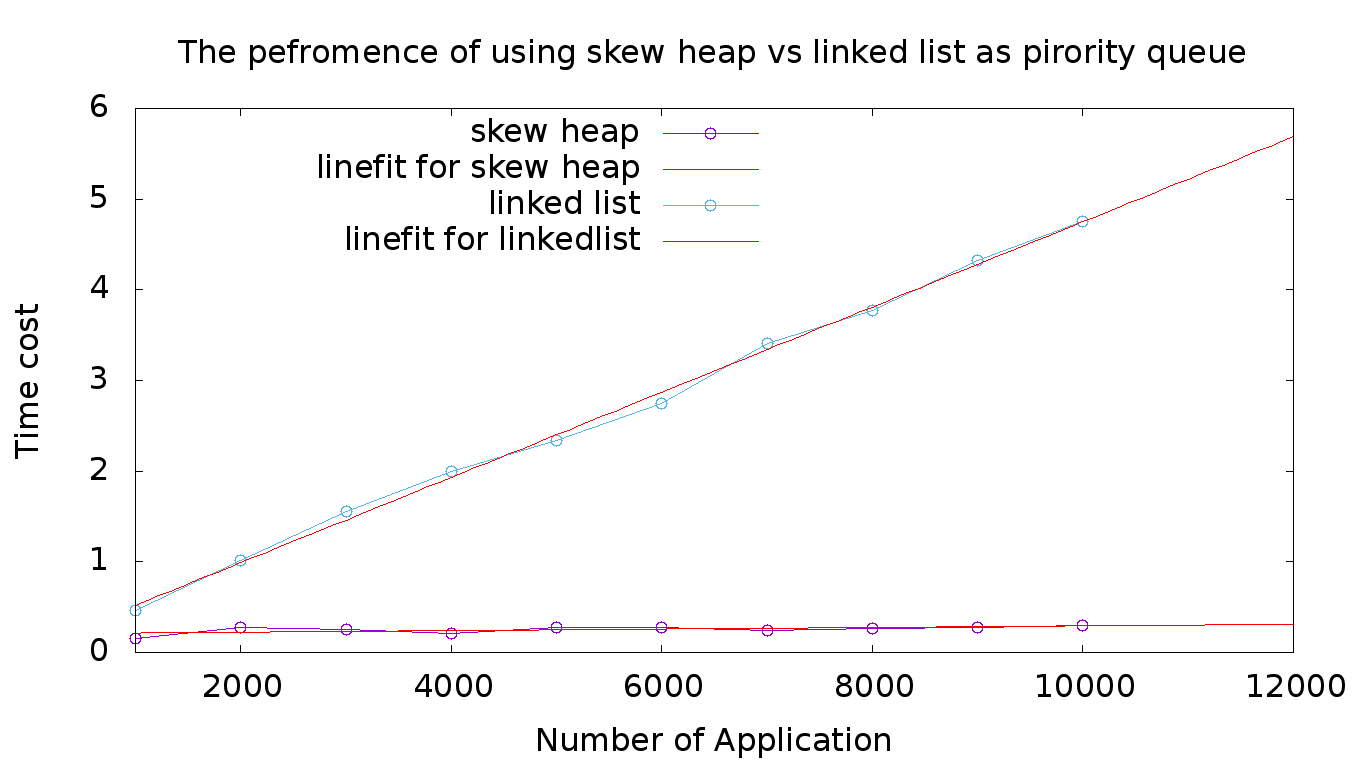 The pefromence of using skew heap vs linked list as pirority queue
6
5
4
3
2
1
0
skew heap
linefit for skew heap
linked list
linefit for linkedlist
Time cost
2000 4000 6000 8000 10000 12000
Number of Application